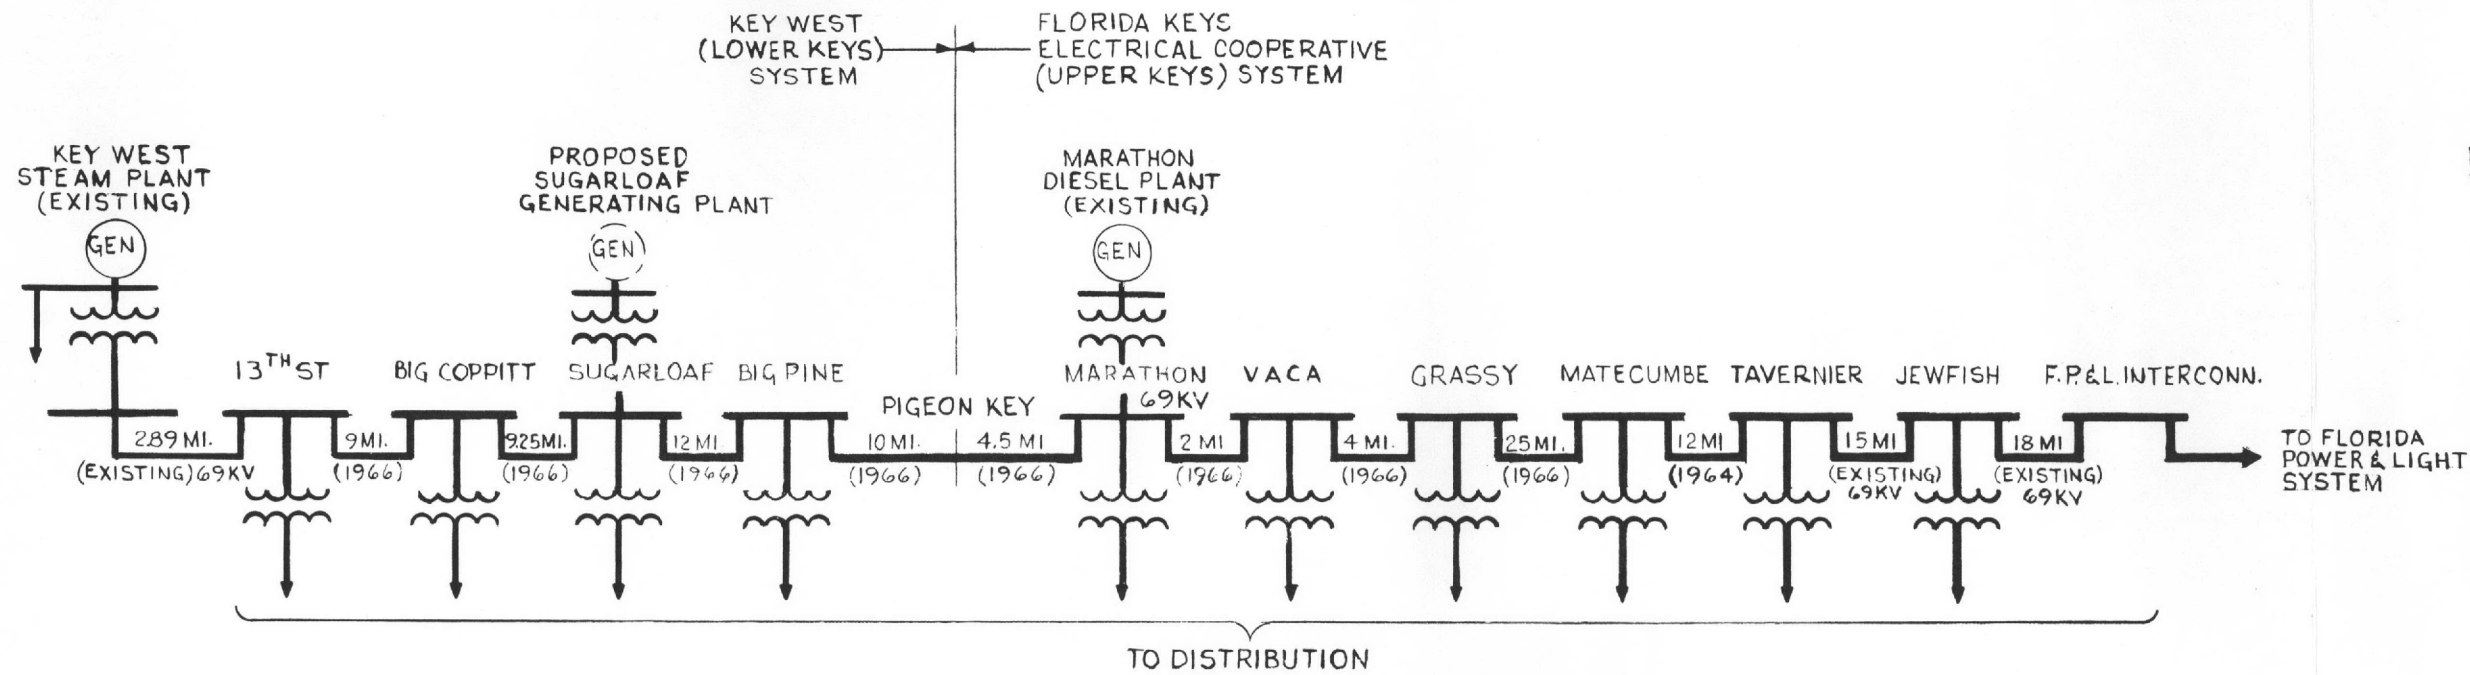 KEY WEST
(LOWER KEYS)
SYSTEM
FLORIDA KEYS
ELECTRICAL COOPERATIVE
(UPPER KEYS) SYSTEM
KEY WEST
STEAM PLANT
(EXISTING)
PROPOSED
SUGARLOAF
GENERATING PLANT
MARATHON
DIESEL PLANT
(EXISTING)
GEN
GEN
GEN
13TH ST
BIG COPPITT
SUGARLOAF
BIG PINE
PIGEON KEY
MARATHON
69KV
VACA
GRASSY
MATECUMBE
TAVERNIER
JEWFISH
F.P.&L. INTERCONN.
2.89 MI.
(EXISTING) 69KV
9 MI.
(1966)
9.25 MI.
(1966)
12 MI
(1966)
10 MI.
(1966)
4.5 MI
(1966)
2 MI
(1966)
4 MI.
(1966)
25 MI.
(1966)
12 MI
(1964)
15 MI
(EXISTING)
69KV
18 MI
(EXISTING)
69KV
TO FLORIDA
POWER & LIGHT
SYSTEM
TO DISTRIBUTION